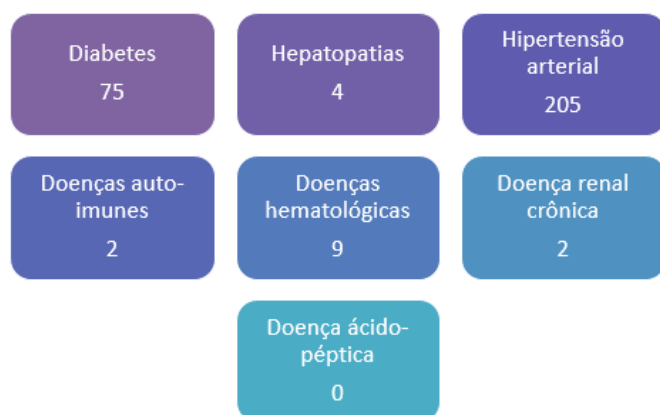 Diabetes
75
Hepatopatias
4
Hipertensão
arterial
205
Doenças auto-
imunes
2
Doenças
hematológicas
9
Doença renal
crônica
2
Doença ácido-
péptica
0